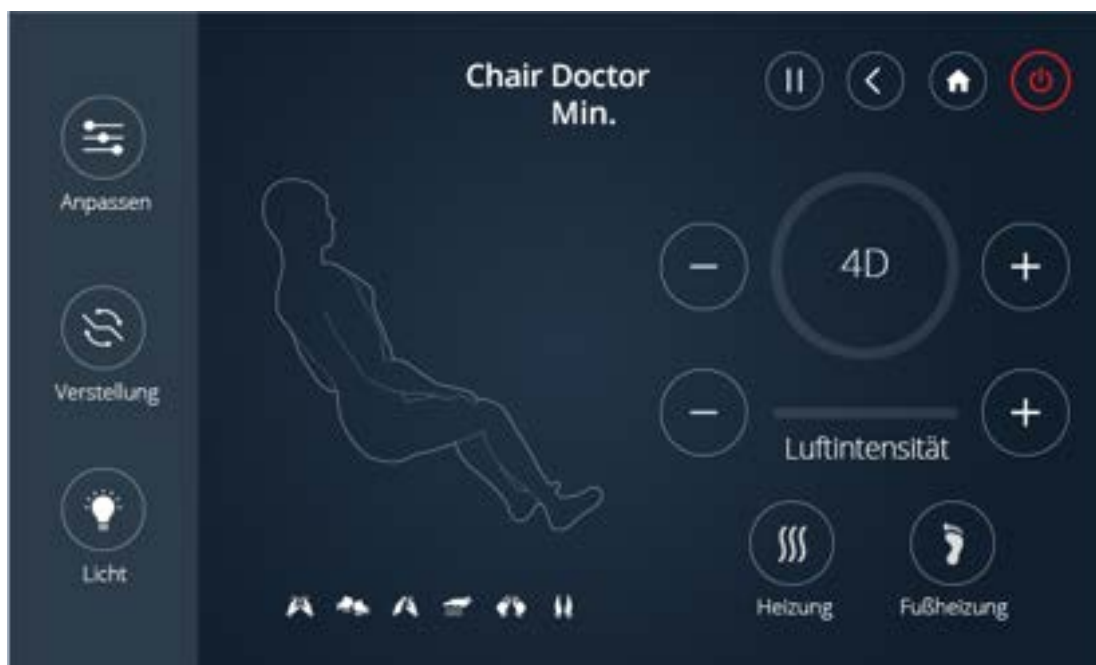 Chair Doctor
Min.
Anpassen
Verstellung
Licht
4D
Luftintensität
Heizung
Fußheizung